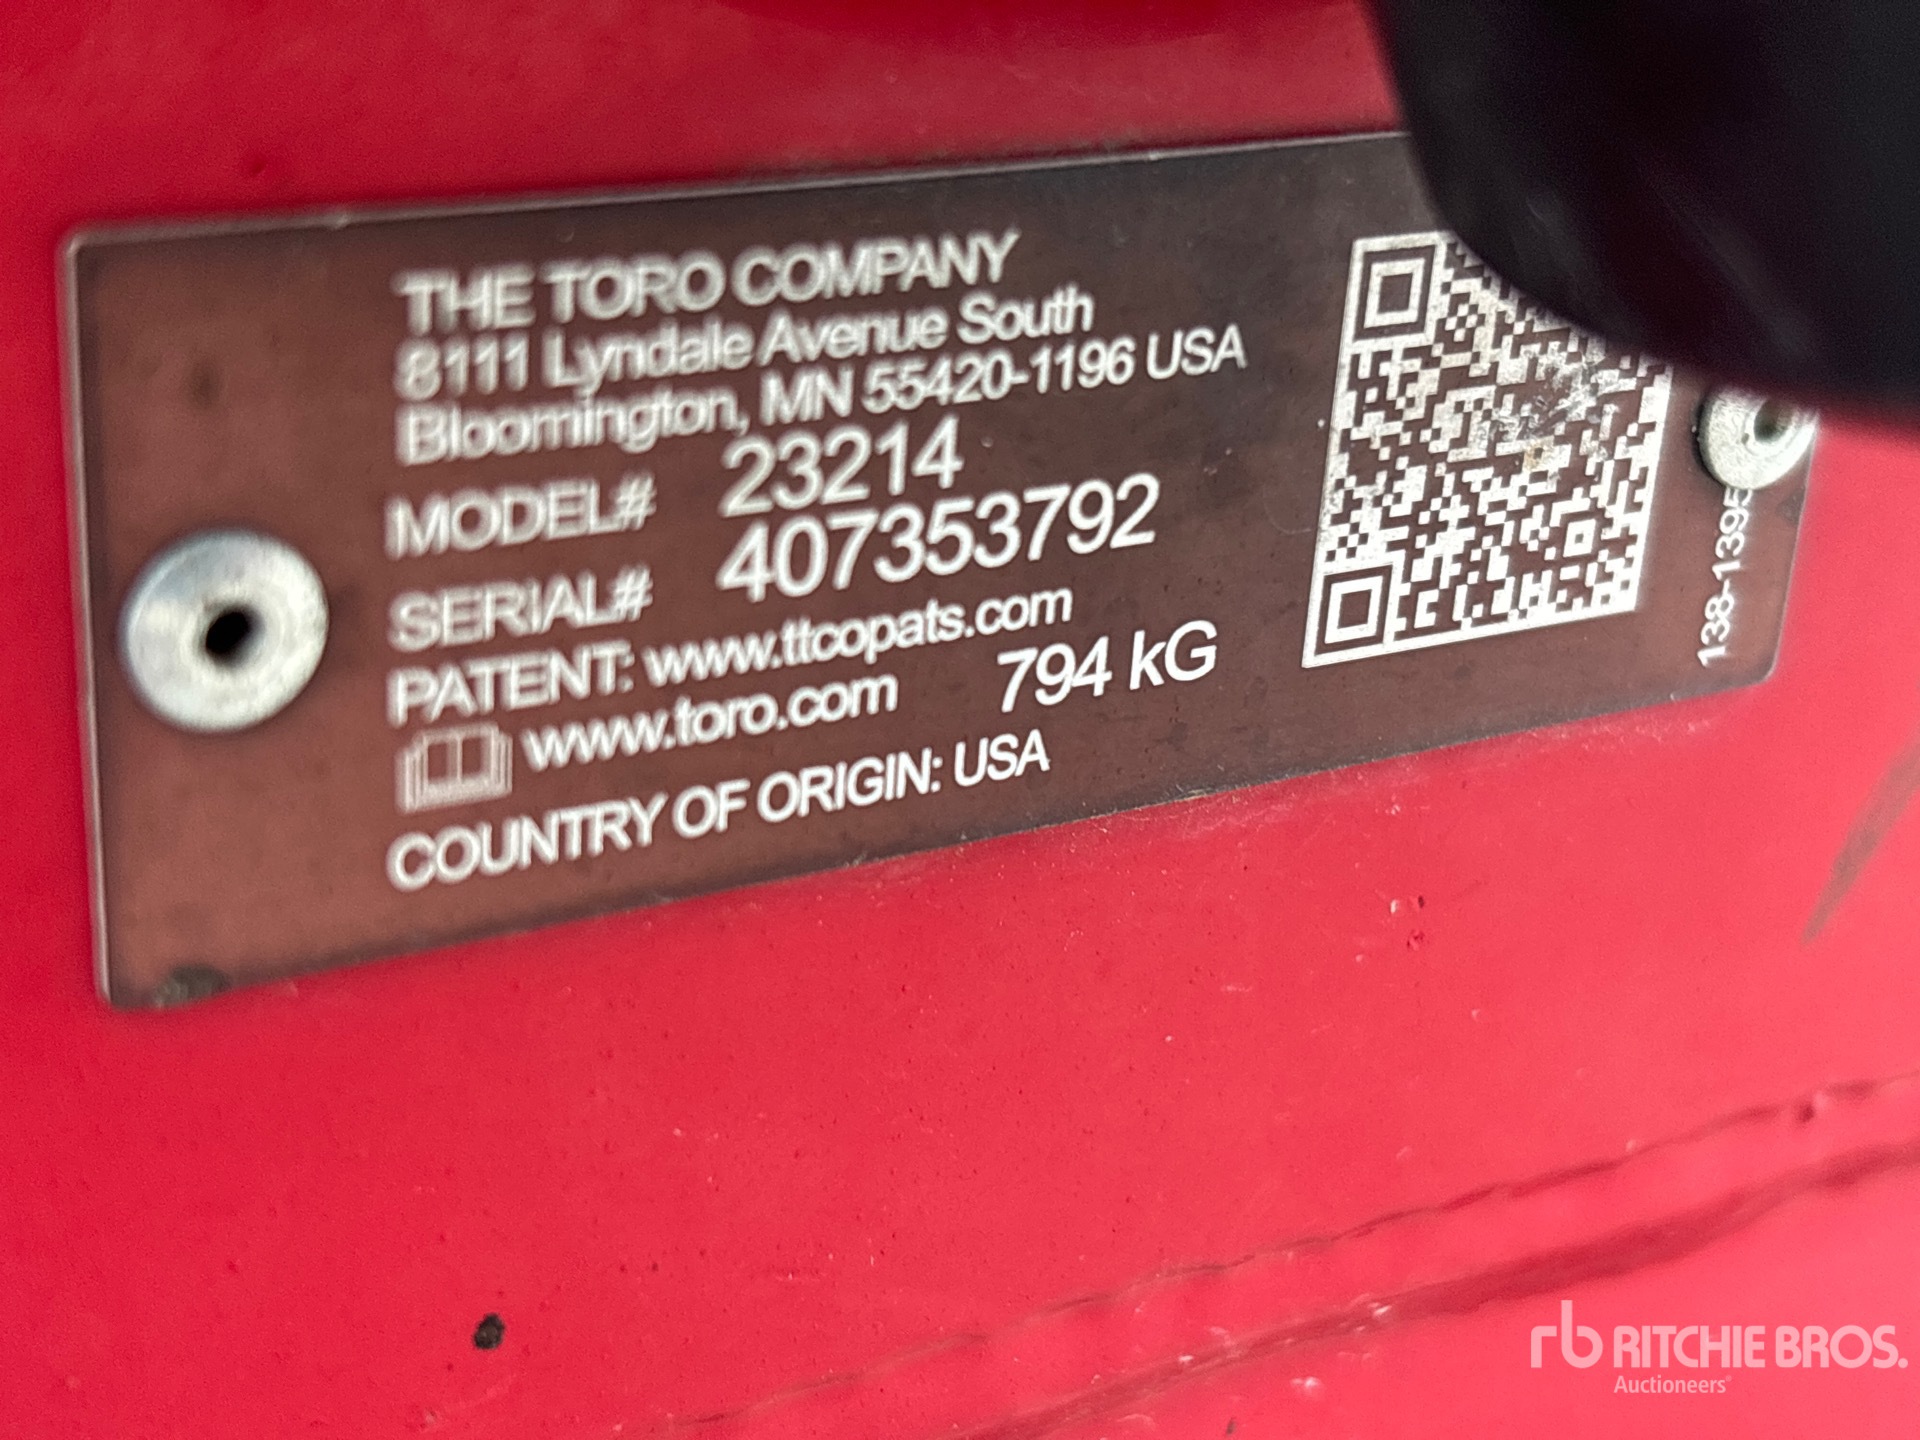 THE TORO COMPANY
8111 Lyndale Avenue South
Bloomington, MN 55420-1196 USA
MODEL# 23214
SERIAL# 407353792
PATENT: www.ttcopats.com
www.toro.com 794 kG
COUNTRY OF ORIGIN: USA
138-1395
rb RITCHIE BROS.
Auctioneers